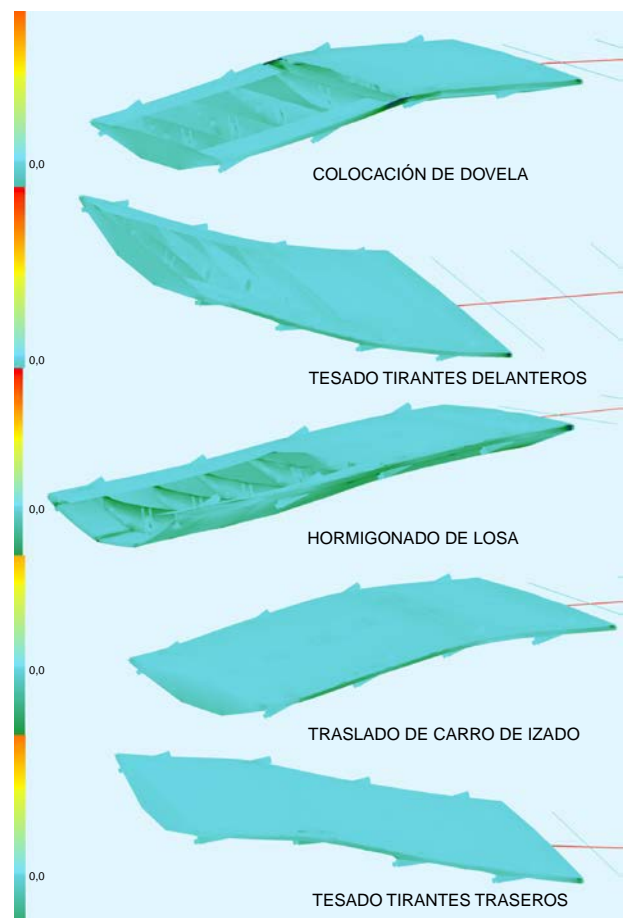 0,0
COLOCACIÓN DE DOVELA
0,0
TESADO TIRANTES DELANTEROS
0,0
HORMIGONADO DE LOSA
0,0
TRASLADO DE CARRO DE IZADO
0,0
TESADO TIRANTES TRASEROS